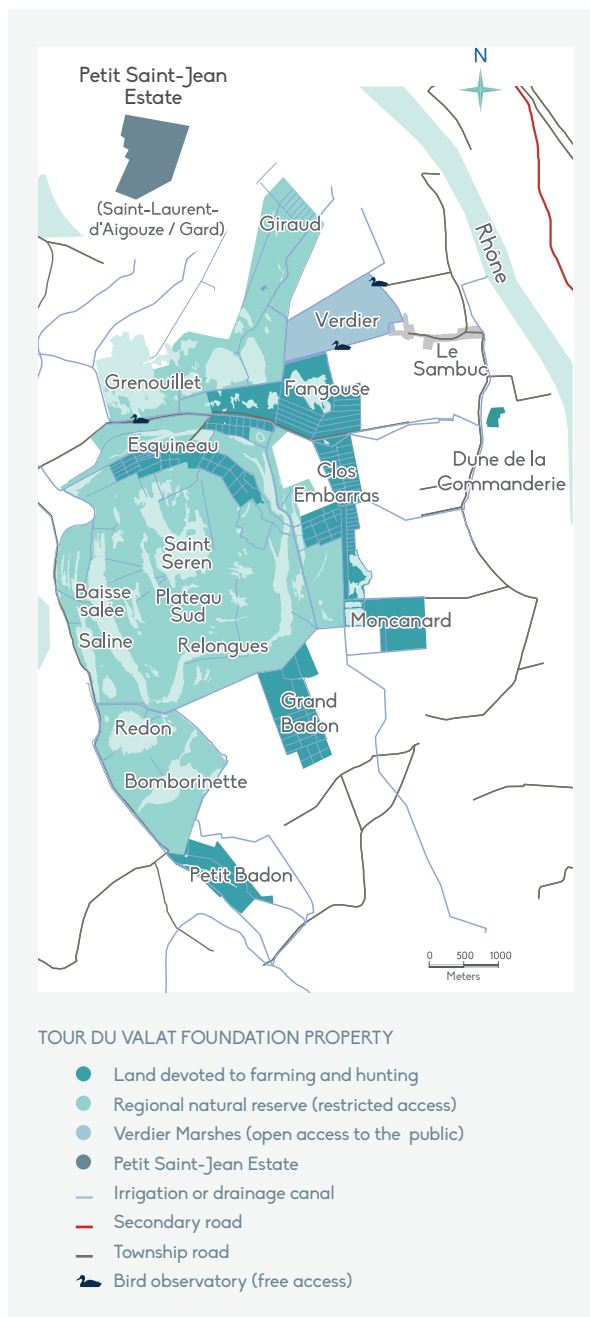 N
Petit Saint-Jean
Estate
(Saint-Laurent-
d'Aigouze / Gard)
Giraud
Rhône
Verdier
Le
Sambuc
Grenouillet
Fangouse
Esquineau
Clos
Embarras
Dune de la
Commanderie
Saint
Seren
Baisse
salée
Plateau
Sud
Saline
Relongues
Moncanard
Grand
Badon
Redon
Bomborinette
Petit Badon
0 500 1000
Meters
TOUR DU VALAT FOUNDATION PROPERTY
Land devoted to farming and hunting
Regional natural reserve (restricted access)
Verdier Marshes (open access to the public)
Petit Saint-Jean Estate
Irrigation or drainage canal
Secondary road
Township road
Bird observatory (free access)